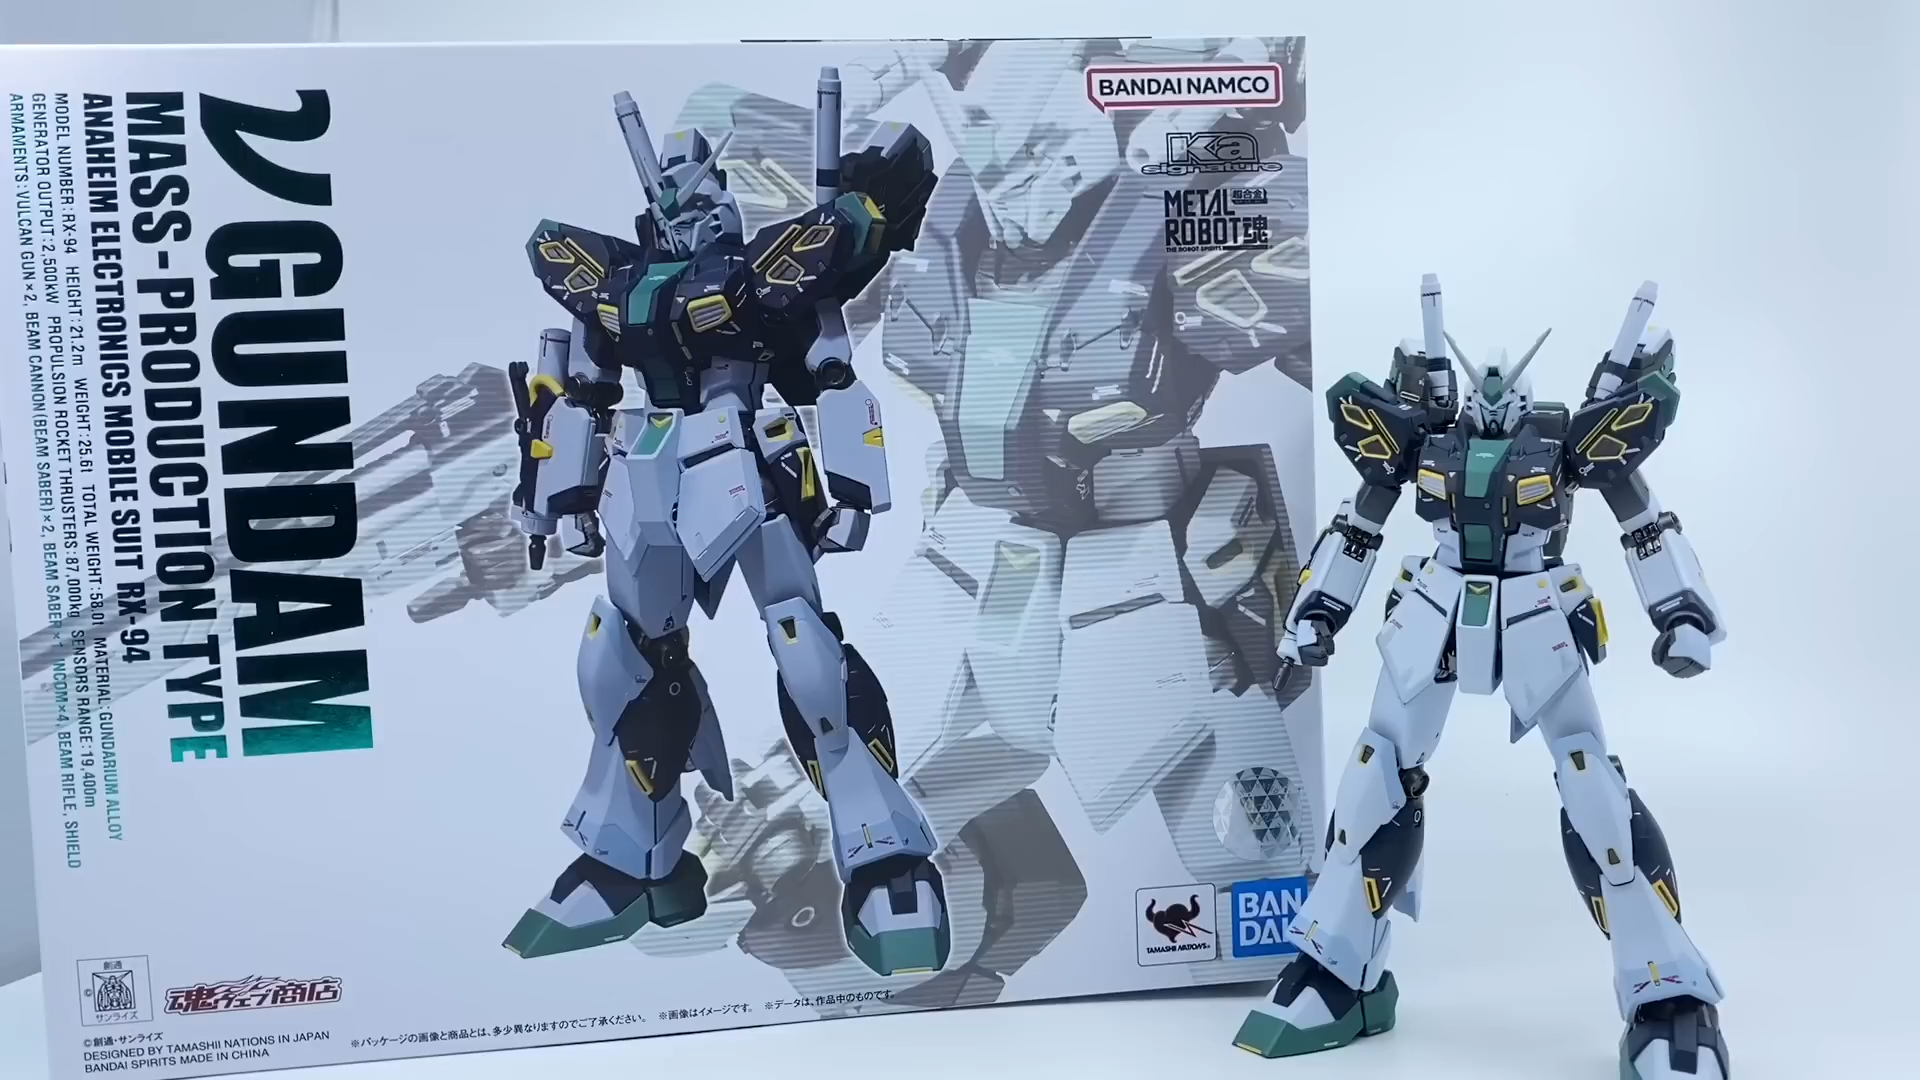 ν GUNDAM
MASS-PRODUCTION TYPE
ANAHEIM ELECTRONICS MOBILE SUIT RX-94
MODEL NUMBER:RX-94 HEIGHT:21.2m WEIGHT:25.6t TOTAL WEIGHT:58.0t MATERIAL:GUNDARIUM ALLOY
GENERATOR OUTPUT:2,500kW PROPULSION ROCKET THRUSTERS:87,000kg SENSORS RANGE:19,400m
ARMAMENTS:VULCAN GUN×2, BEAM CANNON(BEAM SABER)×2, BEAM SABER×1, INCOM×4, BEAM RIFLE, SHIELD
BANDAI NAMCO
Ka
signature
METAL 超合金
ROBOT魂
THE ROBOT SPIRITS
TAMASHII NATIONS
BAN
DAI
創通
©
サンライズ
魂ウェブ商店
©創通・サンライズ
DESIGNED BY TAMASHII NATIONS IN JAPAN
BANDAI SPIRITS MADE IN CHINA
※パッケージの画像と商品とは、多少異なりますのでご了承ください。 ※画像はイメージです。 ※データは、作品中のものです。